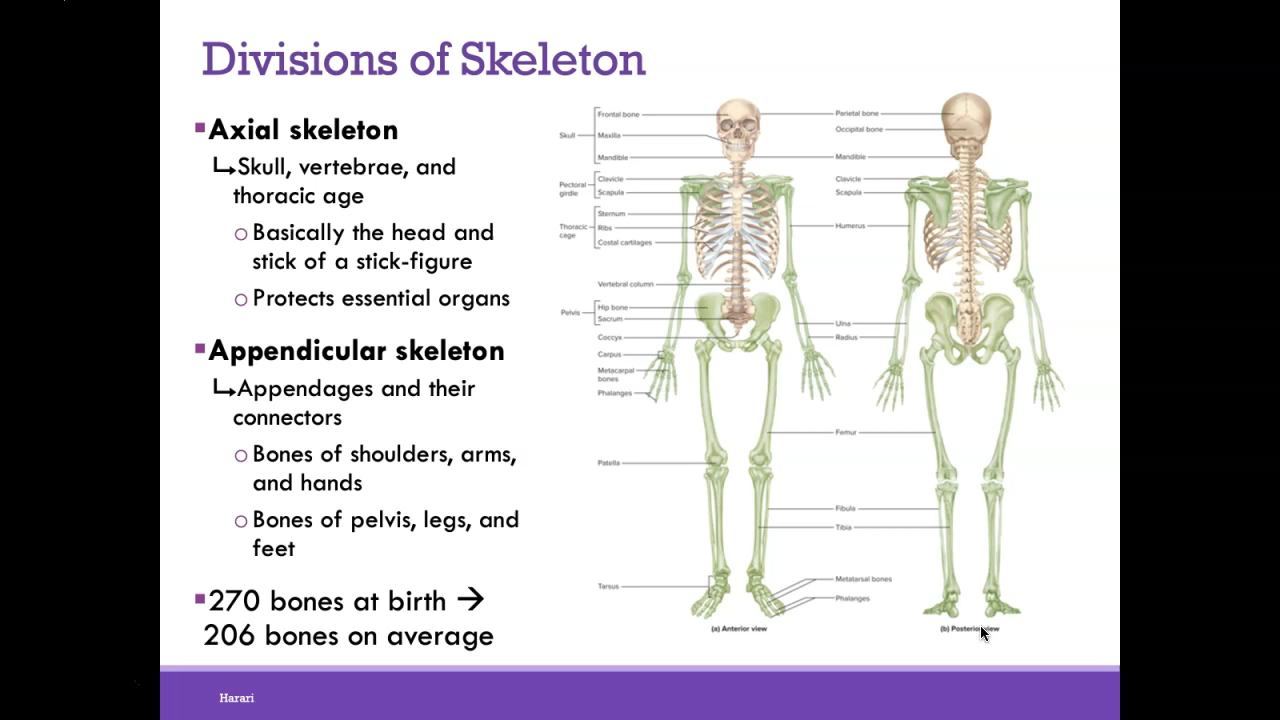 Divisions of Skeleton
▪Axial skeleton
↳Skull, vertebrae, and
thoracic age
○ Basically the head and
stick of a stick-figure
○ Protects essential organs
▪Appendicular skeleton
↳Appendages and their
connectors
○ Bones of shoulders, arms,
and hands
○ Bones of pelvis, legs, and
feet
▪270 bones at birth →
206 bones on average
Skull
Frontal bone
Maxilla
Mandible
Pectoral
girdle
Clavicle
Scapula
Thoracic
cage
Sternum
Ribs
Costal cartilages
Vertebral column
Pelvis
Hip bone
Sacrum
Coccyx
Carpus
Metacarpal
bones
Phalanges
Patella
Tarsus
Parietal bone
Occipital bone
Mandible
Clavicle
Scapula
Humerus
Ulna
Radius
Femur
Fibula
Tibia
Metatarsal bones
Phalanges
(a) Anterior view
(b) Posterior view
Harari